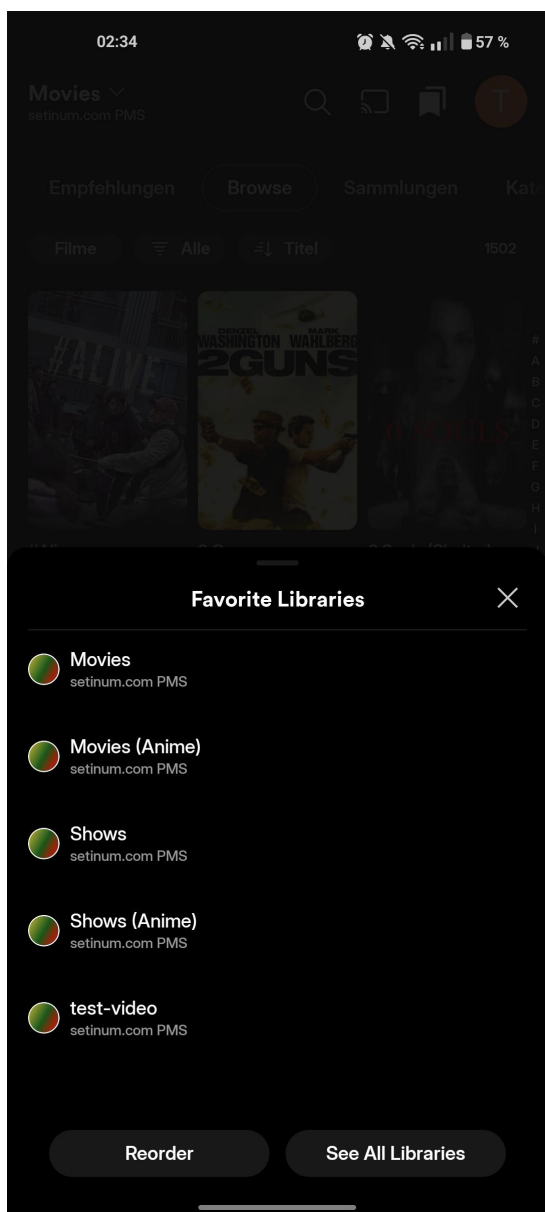 02:34
57 %
Movies
setinum.com PMS
T
Empfehlungen
Browse
Sammlungen
Kat
Filme
Alle
Titel
1502
#ALIVE
DENZEL WASHINGTON
MARK WAHLBERG
2GUNS
#
A
B
C
D
E
F
G
H
I
Favorite Libraries
Movies
setinum.com PMS
Movies (Anime)
setinum.com PMS
Shows
setinum.com PMS
Shows (Anime)
setinum.com PMS
test-video
setinum.com PMS
Reorder
See All Libraries